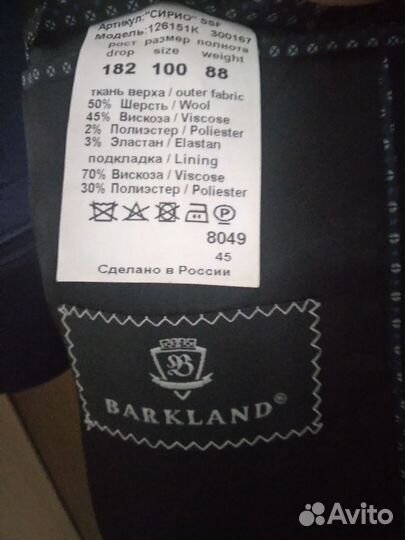 Артикул:"СИРИО" SSF
Модель:126151K 300167
рост размер полнота
drop size weight
182 100 88
ткань верха / outer fabric
50% Шерсть / Wool
45% Вискоза / Viscose
2% Полиэстер / Poliester
3% Эластан / Elastan
подкладка / Lining
70% Вискоза / Viscose
30% Полиэстер / Poliester
P
8049
45
Сделано в России
B
BARKLAND®
Avito